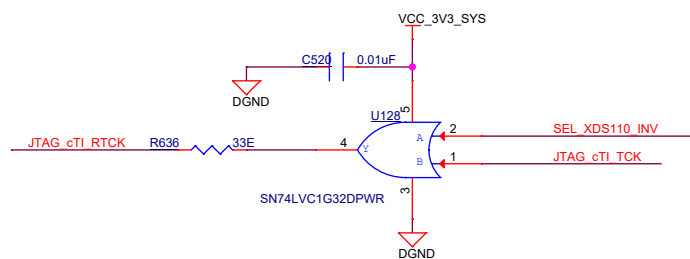 VCC_3V3_SYS
C520 0.01uF
DGND
5
U128
A 2 SEL_XDS110_INV
JTAG_cTI_RTCK R636 33E 4 Y
B 1 JTAG_cTI_TCK
3
SN74LVC1G32DPWR
DGND